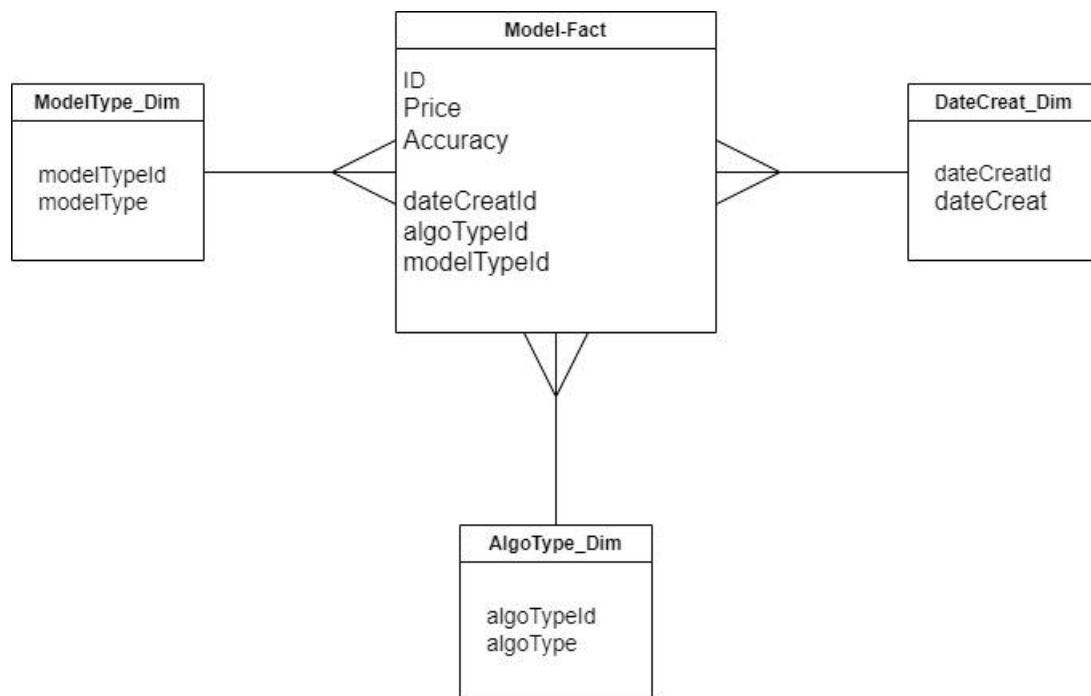 Model-Fact
ID
Price
Accuracy
dateCreatId
algoTypeId
modelTypeId
ModelType_Dim
modelTypeId
modelType
DateCreat_Dim
dateCreatId
dateCreat
AlgoType_Dim
algoTypeId
algoType